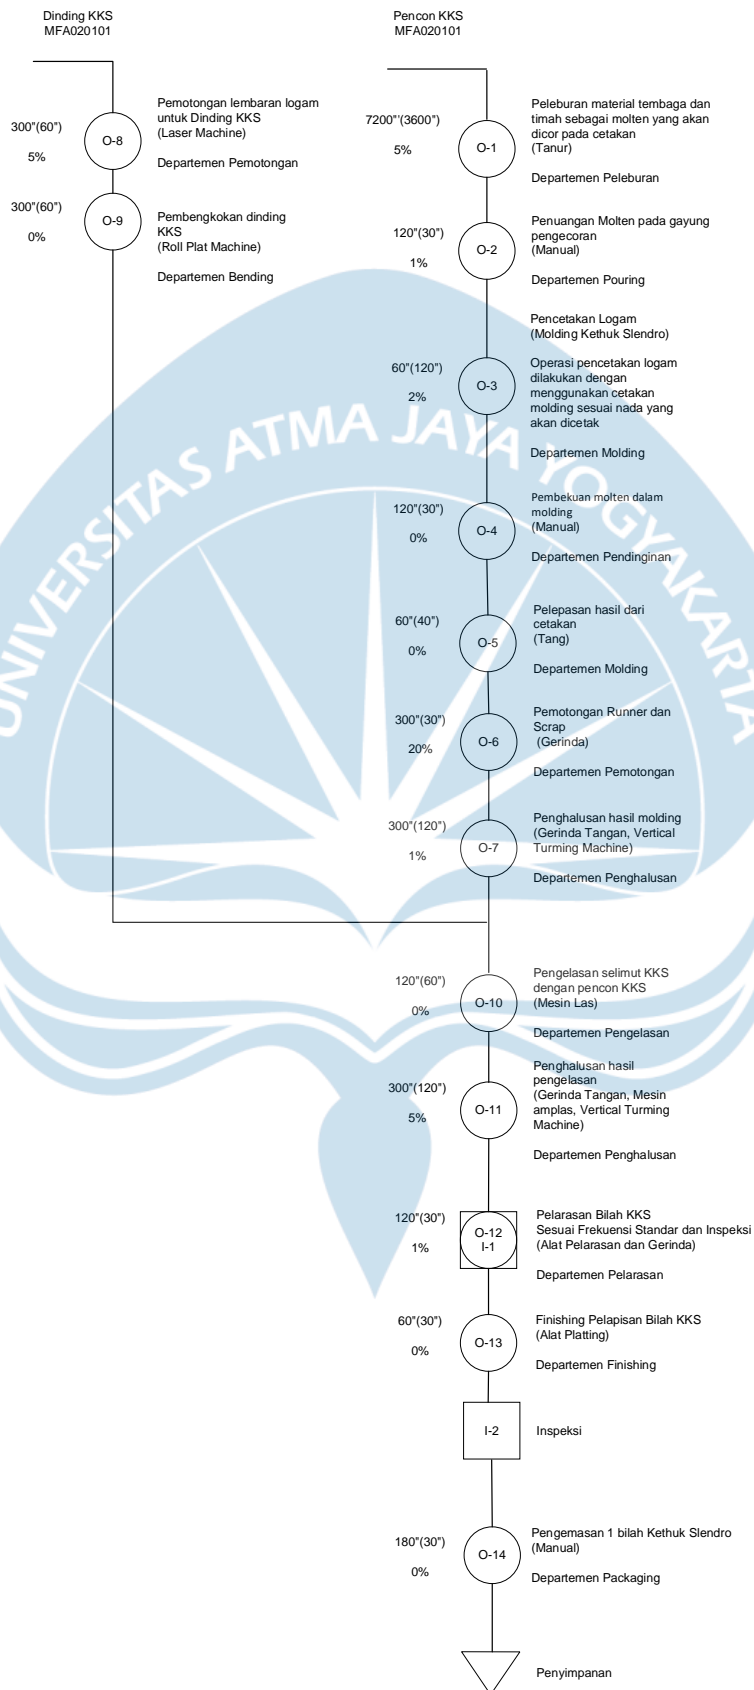 Dinding KKS
MFA020101
Pencon KKS
MFA020101
300"(60")
5%
O-8
Pemotongan lembaran logam
untuk Dinding KKS
(Laser Machine)
Departemen Pemotongan
300"(60")
0%
O-9
Pembengkokan dinding
KKS
(Roll Plat Machine)
Departemen Bending
7200"'(3600")
5%
O-1
Peleburan material tembaga dan
timah sebagai molten yang akan
dicor pada cetakan
(Tanur)
Departemen Peleburan
120"(30")
1%
O-2
Penuangan Molten pada gayung
pengecoran
(Manual)
Departemen Pouring
Pencetakan Logam
(Molding Kethuk Slendro)
60"(120")
2%
O-3
Operasi pencetakan logam
dilakukan dengan
menggunakan cetakan
molding sesuai nada yang
akan dicetak
Departemen Molding
UNIVERSITAS ATMA JAYA YOGYAKARTA
120"(30")
0%
O-4
Pembekuan molten dalam
molding
(Manual)
Departemen Pendinginan
60"(40")
0%
O-5
Pelepasan hasil dari
cetakan
(Tang)
Departemen Molding
300"(30")
20%
O-6
Pemotongan Runner dan
Scrap
(Gerinda)
Departemen Pemotongan
300"(120")
1%
O-7
Penghalusan hasil molding
(Gerinda Tangan, Vertical
Turming Machine)
Departemen Penghalusan
120"(60")
0%
O-10
Pengelasan selimut KKS
dengan pencon KKS
(Mesin Las)
Departemen Pengelasan
300"(120")
5%
O-11
Penghalusan hasil
pengelasan
(Gerinda Tangan, Mesin
amplas, Vertical Turming
Machine)
Departemen Penghalusan
120"(30")
1%
O-12
I-1
Pelarasan Bilah KKS
Sesuai Frekuensi Standar dan Inspeksi
(Alat Pelarasan dan Gerinda)
Departemen Pelarasan
60"(30")
0%
O-13
Finishing Pelapisan Bilah KKS
(Alat Platting)
Departemen Finishing
I-2
Inspeksi
180"(30")
0%
O-14
Pengemasan 1 bilah Kethuk Slendro
(Manual)
Departemen Packaging
Penyimpanan